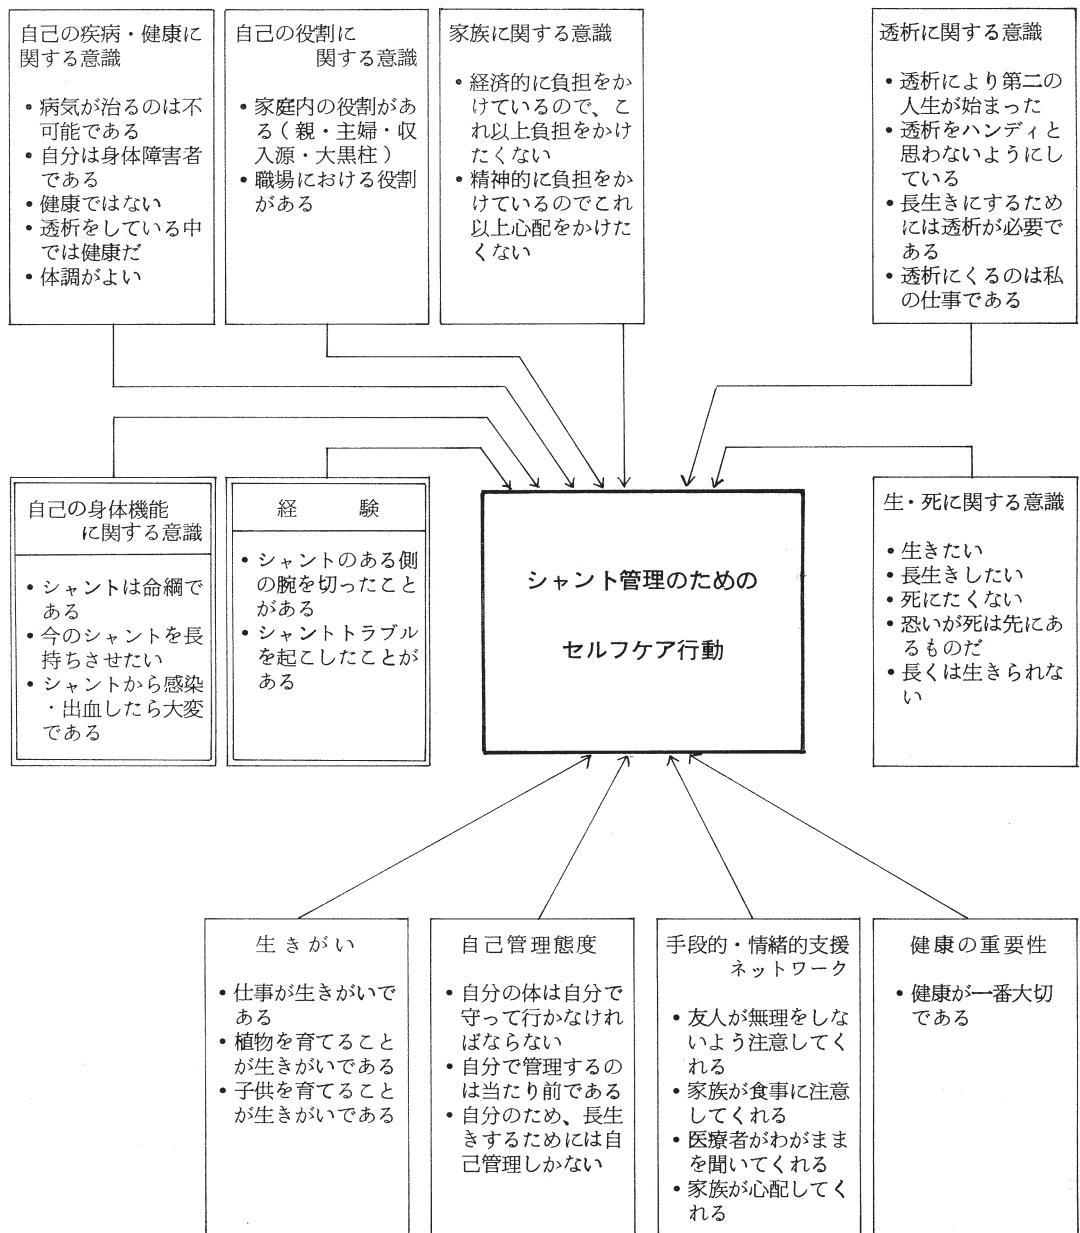 自己の疾病・健康に
関する意識
• 病気が治るのは不
可能である
• 自分は身体障害者
である
• 健康ではない
• 透析をしている中
では健康だ
• 体調がよい
自己の役割に
関する意識
• 家庭内の役割があ
る(親・主婦・収
入源・大黒柱)
• 職場における役割
がある
家族に関する意識
• 経済的に負担をか
けているので、こ
れ以上負担をかけ
たくない
• 精神的に負担をか
けているのでこれ
以上心配をかけた
くない
透析に関する意識
• 透析により第二の
人生が始まった
• 透析をハンディと
思わないようにし
ている
• 長生きにするため
には透析が必要で
ある
• 透析にくるのは私
の仕事である
自己の身体機能
に関する意識
• シャントは命綱で
ある
• 今のシャントを長
持ちさせたい
• シャントから感染
・出血したら大変
である
経 験
• シャントのある側
の腕を切ったこと
がある
• シャントトラブル
を起こしたことが
ある
シャント管理のための
セルフケア行動
生・死に関する意識
• 生きたい
• 長生きしたい
• 死にたくない
• 恐いが死は先にあ
るものだ
• 長くは生きられな
い
生きがい
• 仕事が生きがいで
ある
• 植物を育てること
が生きがいである
• 子供を育てること
が生きがいである
自己管理態度
• 自分の体は自分で
守って行かなけれ
ばならない
• 自分で管理するの
は当たり前である
• 自分のため、長生
きするためには自
己管理しかない
手段的・情緒的支援
ネットワーク
• 友人が無理をしな
いよう注意してく
れる
• 家族が食事に注意
してくれる
• 医療者がわがまま
を聞いてくれる
• 家族が心配してく
れる
健康の重要性
• 健康が一番大切
である